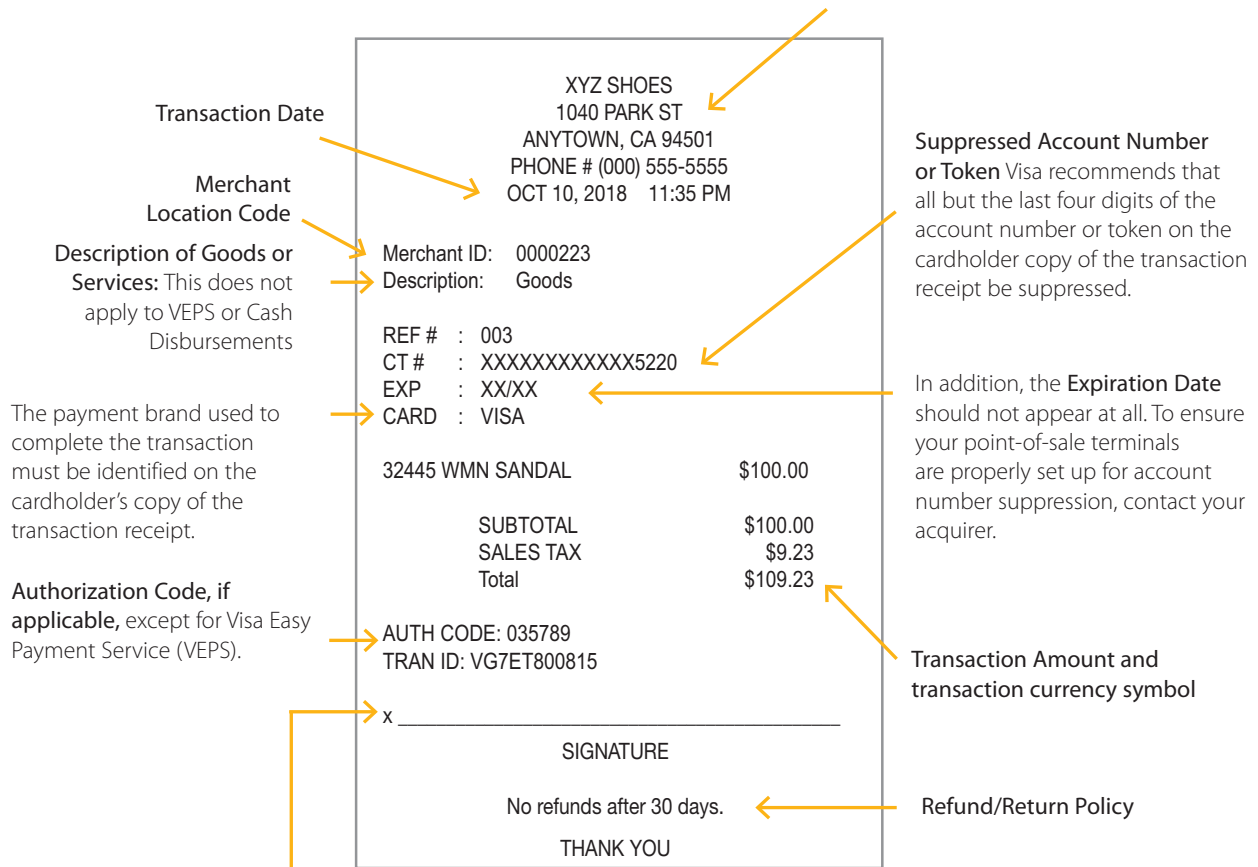 XYZ SHOES
1040 PARK ST
ANYTOWN, CA 94501
PHONE # (000) 555-5555
OCT 10, 2018 11:35 PM
Transaction Date
Merchant
Location Code
Description of Goods or
Services: This does not
apply to VEPS or Cash
Disbursements
The payment brand used to
complete the transaction
must be identified on the
cardholder's copy of the
transaction receipt.
Authorization Code, if
applicable, except for Visa Easy
Payment Service (VEPS).
Merchant ID: 0000223
Description: Goods
REF # : 003
CT # : XXXXXXXXXXXX5220
EXP : XX/XX
CARD : VISA
32445 WMN SANDAL $100.00
SUBTOTAL $100.00
SALES TAX $9.23
Total $109.23
AUTH CODE: 035789
TRAN ID: VG7ET800815
x ________________________________________
SIGNATURE
No refunds after 30 days.
THANK YOU
Suppressed Account Number
or Token Visa recommends that
all but the last four digits of the
account number or token on the
cardholder copy of the transaction
receipt be suppressed.
In addition, the Expiration Date
should not appear at all. To ensure
your point-of-sale terminals
are properly set up for account
number suppression, contact your
acquirer.
Transaction Amount and
transaction currency symbol
Refund/Return Policy